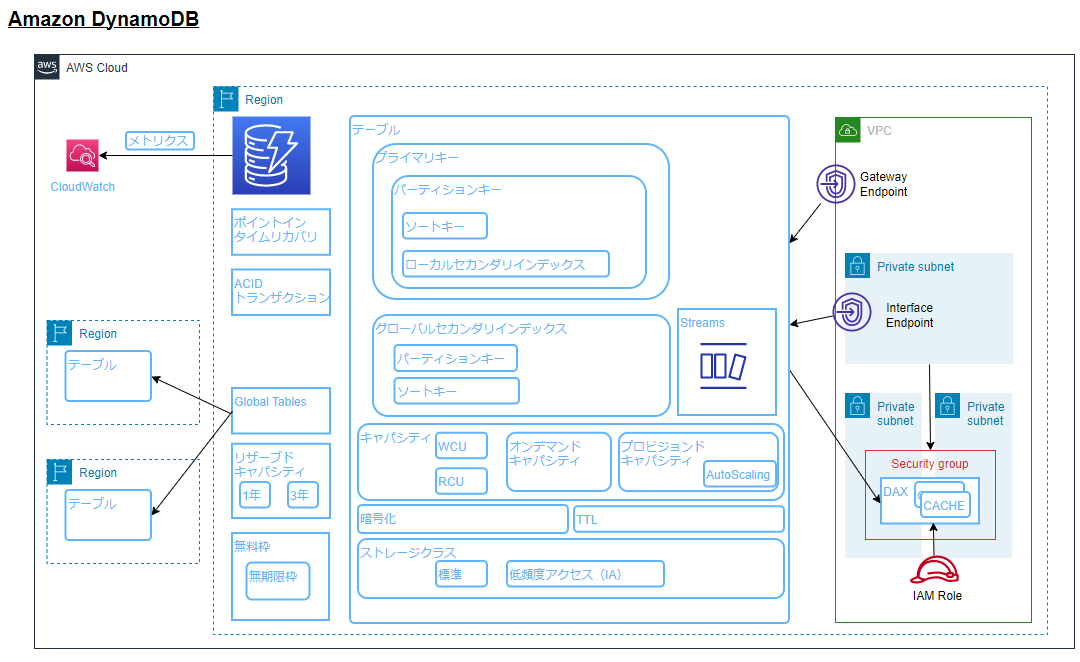 Amazon DynamoDB
aws
AWS Cloud
Region
メトリクス
CloudWatch
ポイントイン
タイムリカバリ
ACID
トランザクション
Region
テーブル
Global Tables
リザーブド
キャパシティ
1年
3年
Region
テーブル
無料枠
無期限枠
テーブル
プライマリキー
パーティションキー
ソートキー
ローカルセカンダリインデックス
グローバルセカンダリインデックス
パーティションキー
ソートキー
Streams
キャパシティ
WCU
RCU
オンデマンド
キャパシティ
プロビジョンド
キャパシティ
AutoScaling
暗号化
TTL
ストレージクラス
標準
低頻度アクセス（IA）
VPC
Gateway
Endpoint
Private subnet
Interface
Endpoint
Private
subnet
Private
subnet
Security group
DAX
CACHE
IAM Role